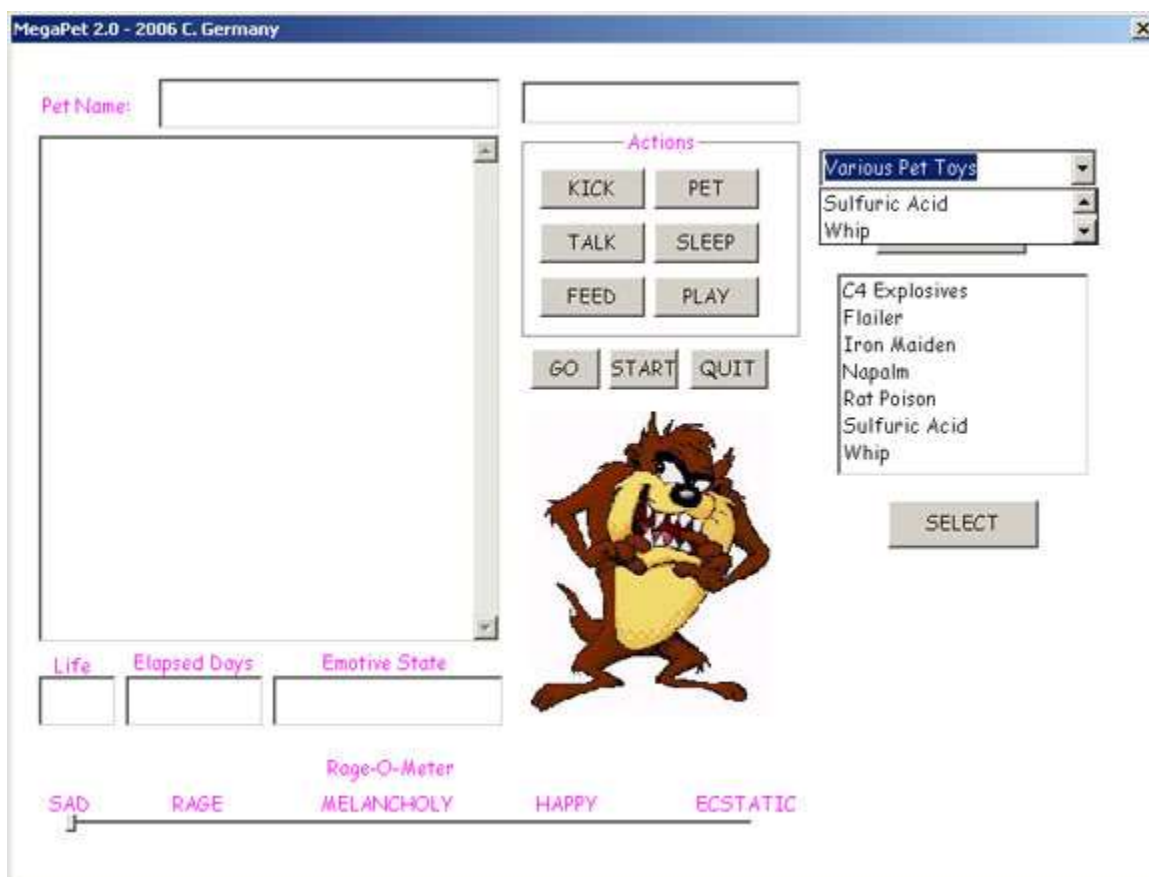 MegaPet 2.0 - 2006 C. Germany
Pet Name:
Actions
KICK PET
TALK SLEEP
FEED PLAY
GO START QUIT
Various Pet Toys
Sulfuric Acid
Whip
C4 Explosives
Flailer
Iron Maiden
Napalm
Rat Poison
Sulfuric Acid
Whip
SELECT
Life Elapsed Days Emotive State
Rage-O-Meter
SAD RAGE MELANCHOLY HAPPY ECSTATIC